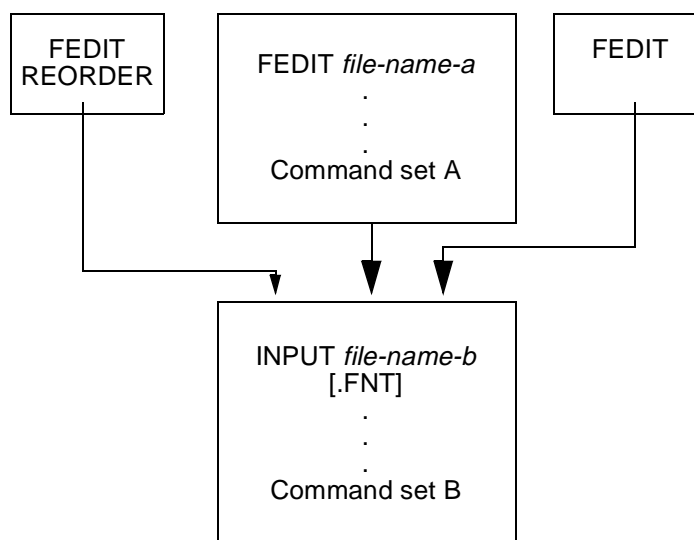 FEDIT
REORDER
FEDIT file-name-a
.
.
.
Command set A
FEDIT
INPUT file-name-b
[.FNT]
.
.
.
Command set B